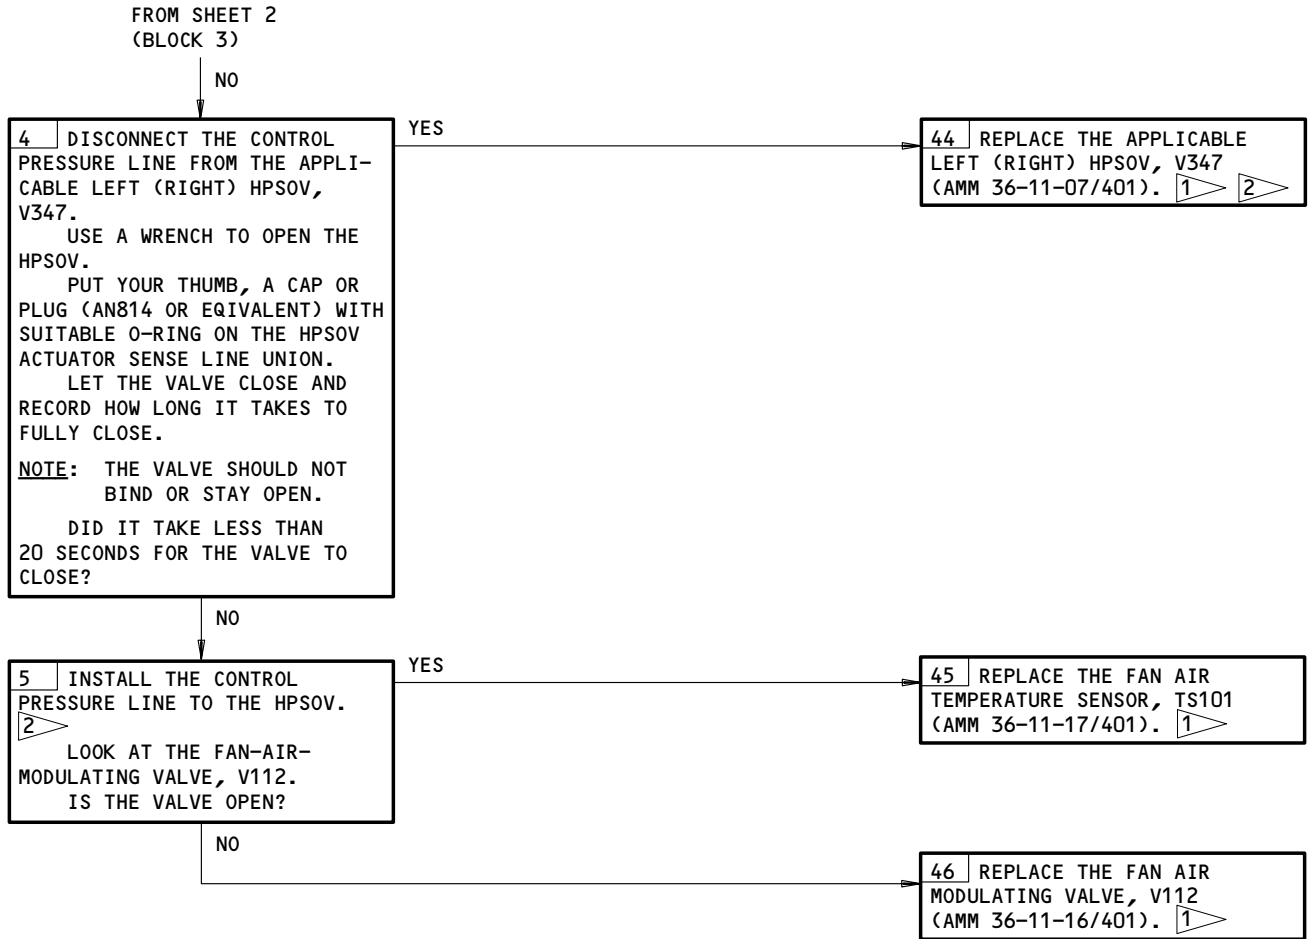 FROM SHEET 2
(BLOCK 3)
NO
4 DISCONNECT THE CONTROL
PRESSURE LINE FROM THE APPLI-
CABLE LEFT (RIGHT) HPSOV,
V347.
USE A WRENCH TO OPEN THE
HPSOV.
PUT YOUR THUMB, A CAP OR
PLUG (AN814 OR EQIVALENT) WITH
SUITABLE O-RING ON THE HPSOV
ACTUATOR SENSE LINE UNION.
LET THE VALVE CLOSE AND
RECORD HOW LONG IT TAKES TO
FULLY CLOSE.
NOTE: THE VALVE SHOULD NOT
BIND OR STAY OPEN.
DID IT TAKE LESS THAN
20 SECONDS FOR THE VALVE TO
CLOSE?
YES
44 REPLACE THE APPLICABLE
LEFT (RIGHT) HPSOV, V347
(AMM 36-11-07/401). 1 2
NO
5 INSTALL THE CONTROL
PRESSURE LINE TO THE HPSOV.
2
LOOK AT THE FAN-AIR-
MODULATING VALVE, V112.
IS THE VALVE OPEN?
YES
45 REPLACE THE FAN AIR
TEMPERATURE SENSOR, TS101
(AMM 36-11-17/401). 1
NO
46 REPLACE THE FAN AIR
MODULATING VALVE, V112
(AMM 36-11-16/401). 1